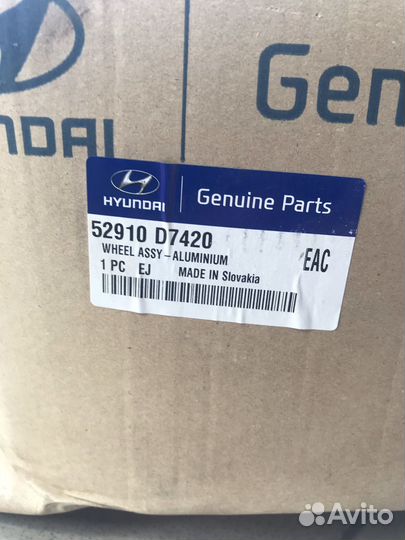 HYUNDAI
Gen
HYUNDAI
Genuine Parts
52910 D7420
WHEEL ASSY-ALUMINIUM
EAC
1 PC EJ MADE IN Slovakia
Avito